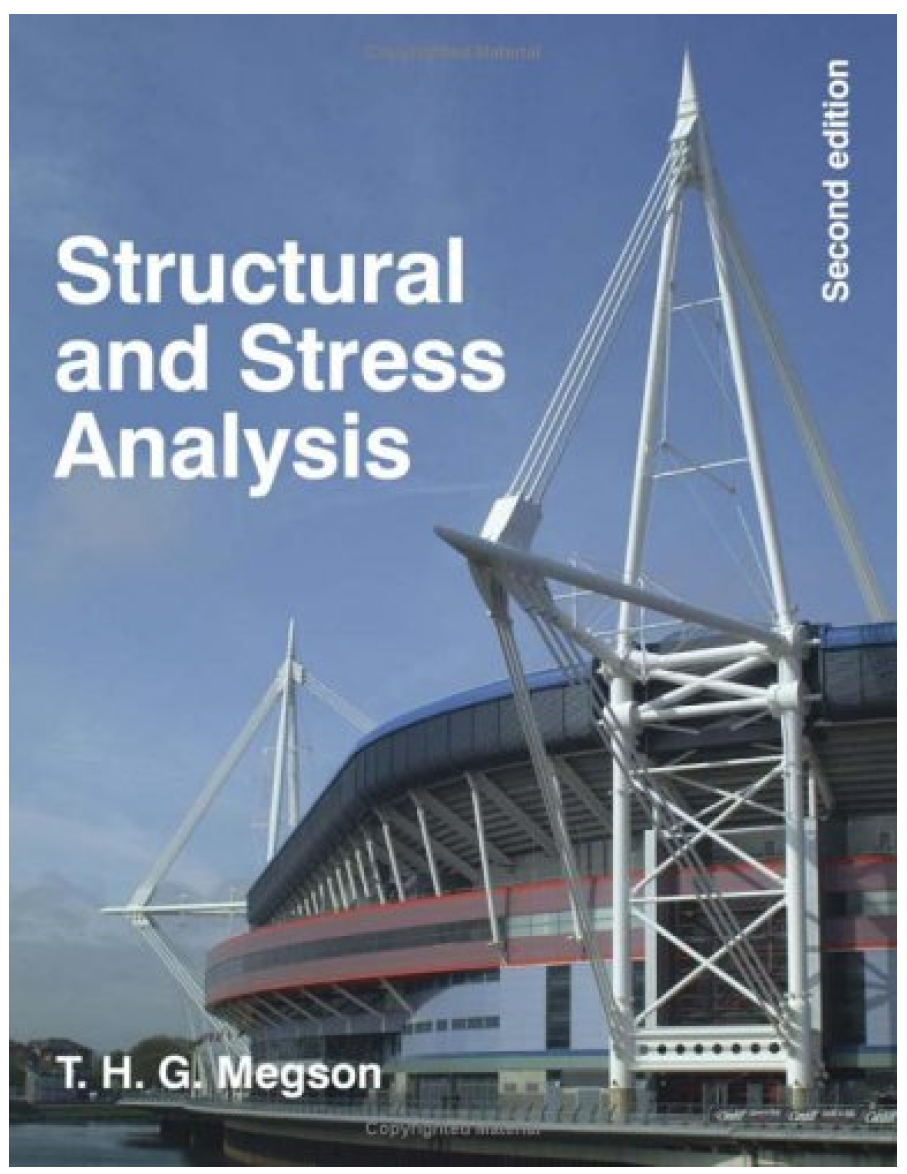 Copyrighted Material
Second edition
Structural
and Stress
Analysis
T. H. G. Megson
Copyrighted Material